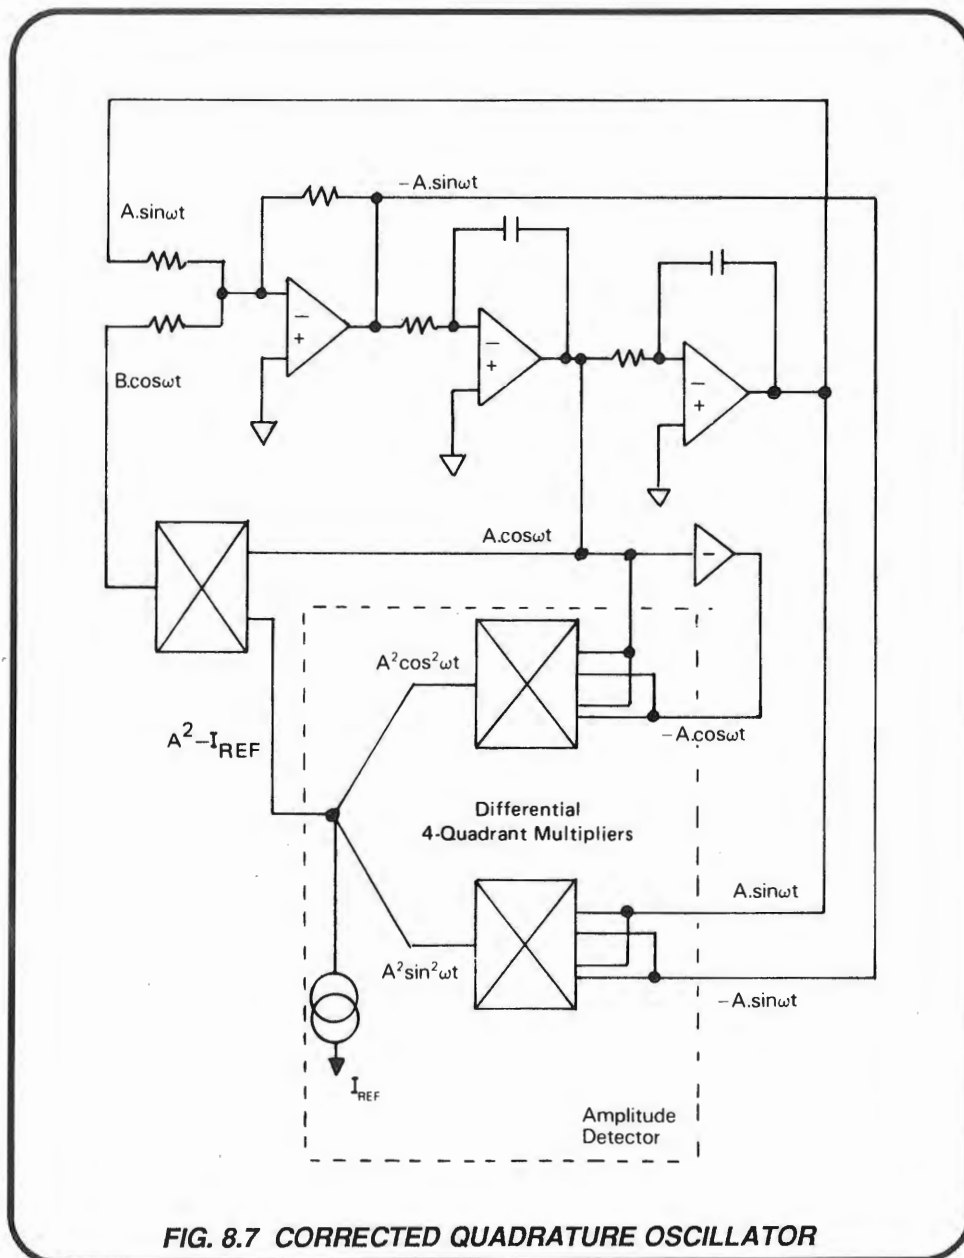 −A.sinωt
A.sinωt
−
+
−
+
−
+
B.cosωt
A.cosωt
−
A²cos²ωt
−A.cosωt
A²−I_REF
Differential
4-Quadrant Multipliers
A.sinωt
A²sin²ωt
−A.sinωt
I_REF
Amplitude
Detector
FIG. 8.7 CORRECTED QUADRATURE OSCILLATOR